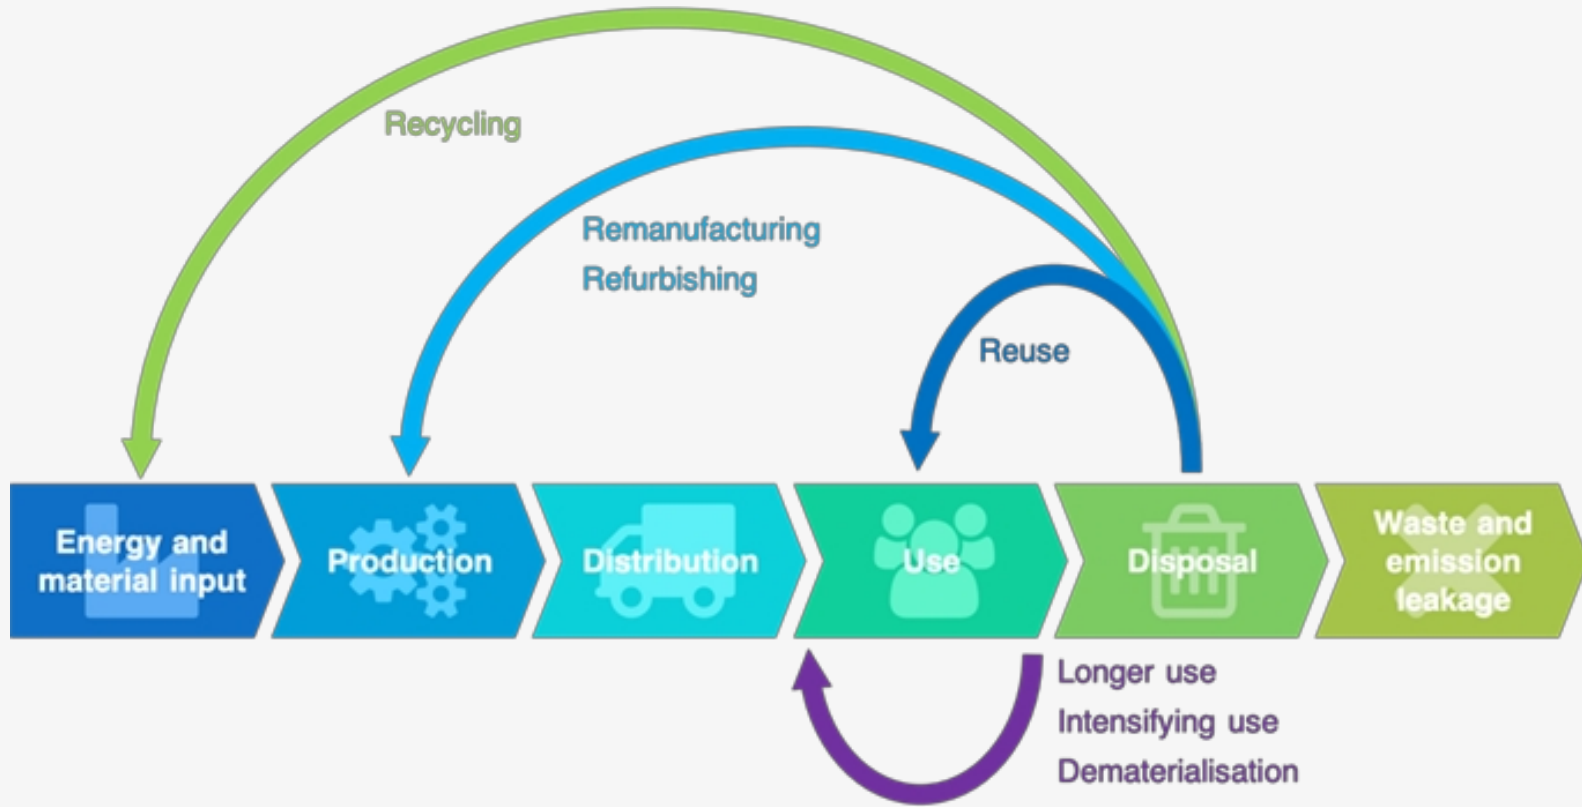 Recycling
Remanufacturing
Refurbishing
Reuse
Energy and
material input
Production
Distribution
Use
Disposal
Waste and
emission
leakage
Longer use
Intensifying use
Dematerialisation